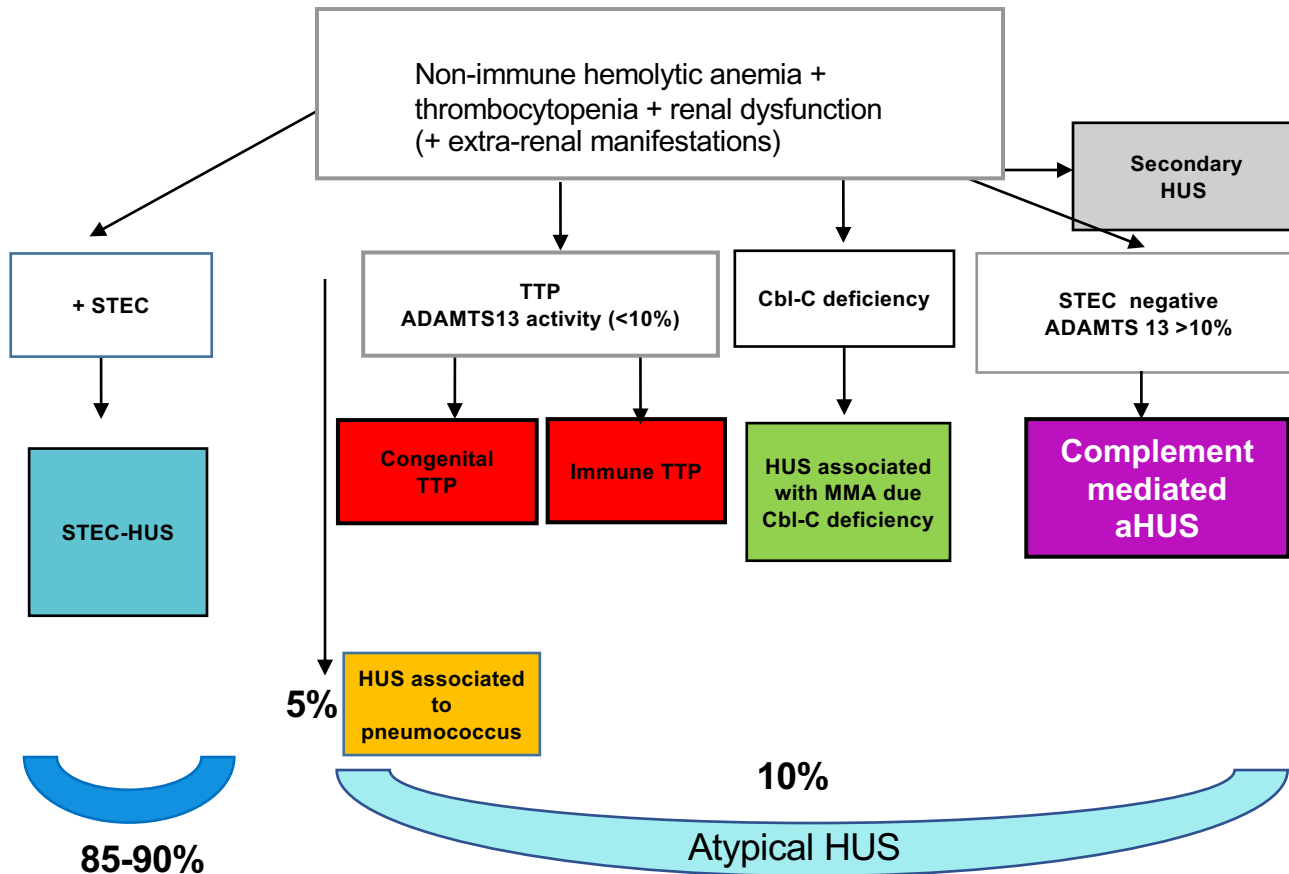 Non-immune hemolytic anemia +
thrombocytopenia + renal dysfunction
(+ extra-renal manifestations)
Secondary
HUS
+ STEC
TTP
ADAMTS13 activity (<10%)
Cbl-C deficiency
STEC negative
ADAMTS 13 >10%
STEC-HUS
Congenital
TTP
Immune TTP
HUS associated
with MMA due
Cbl-C deficiency
Complement
mediated
aHUS
5%
HUS associated
to
pneumococcus
85-90%
10%
Atypical HUS